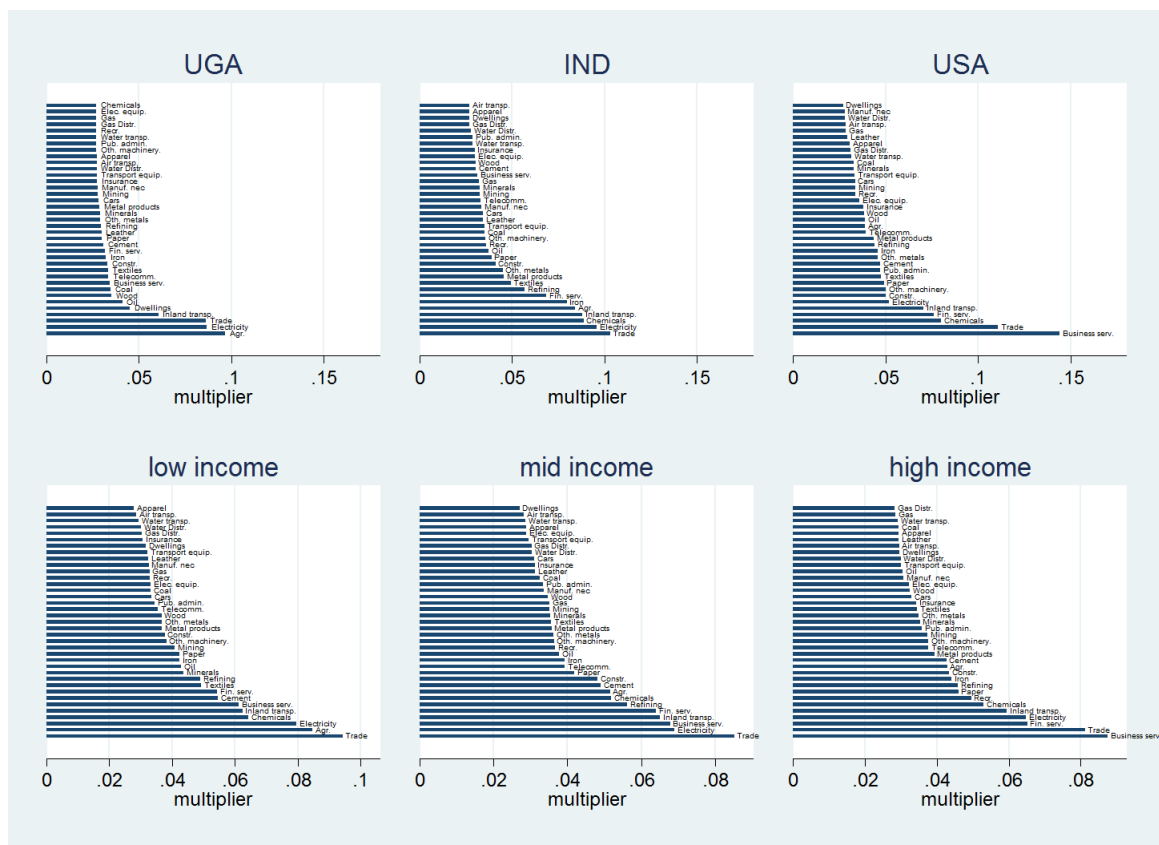 UGA
Chemicals
Elec. equip.
Gas
Gas Distr.
Recr.
Water transp.
Pub. admin.
Oth. machinery.
Apparel
Air transp.
Water Distr.
Transport equip.
Insurance
Manuf. nec
Mining
Cars
Metal products
Minerals
Oth. metals
Refining
Leather
Paper
Cement
Fin. serv.
Iron
Constr.
Textiles
Telecomm.
Business serv.
Coal
Wood
Oil
Dwellings
Inland transp.
Trade
Electricity
Agr.
0 .05 .1 .15
multiplier
IND
Air transp.
Apparel
Dwellings
Gas Distr.
Water Distr.
Pub. admin.
Water transp.
Insurance
Elec. equip.
Wood
Cement
Business serv.
Gas
Minerals
Mining
Telecomm.
Manuf. nec
Cars
Leather
Transport equip.
Coal
Oth. machinery.
Recr.
Oil
Paper
Constr.
Oth. metals
Metal products
Textiles
Refining
Fin. serv.
Iron
Agr.
Inland transp.
Chemicals
Electricity
Trade
0 .05 .1 .15
multiplier
USA
Dwellings
Manuf. nec
Water Distr.
Air transp.
Gas
Leather
Apparel
Gas Distr.
Water transp.
Coal
Minerals
Transport equip.
Cars
Mining
Recr.
Elec. equip.
Insurance
Wood
Oil
Agr.
Telecomm.
Metal products
Refining
Iron
Oth. metals
Cement
Pub. admin.
Textiles
Paper
Oth. machinery.
Constr.
Electricity
Inland transp.
Fin. serv.
Chemicals
Trade
Business serv.
0 .05 .1 .15
multiplier
low income
Apparel
Air transp.
Water transp.
Water Distr.
Gas Distr.
Insurance
Dwellings
Transport equip.
Leather
Manuf. nec
Gas
Recr.
Elec. equip.
Coal
Cars
Pub. admin.
Telecomm.
Wood
Oth. metals
Metal products
Constr.
Oth. machinery.
Mining
Paper
Iron
Oil
Minerals
Refining
Textiles
Fin. serv.
Cement
Business serv.
Inland transp.
Chemicals
Electricity
Agr.
Trade
0 .02 .04 .06 .08 .1
multiplier
mid income
Dwellings
Air transp.
Water transp.
Apparel
Elec. equip.
Transport equip.
Gas Distr.
Water Distr.
Cars
Insurance
Leather
Coal
Pub. admin.
Manuf. nec
Wood
Gas
Mining
Minerals
Textiles
Metal products
Oth. metals
Oth. machinery.
Recr.
Oil
Iron
Telecomm.
Paper
Constr.
Cement
Agr.
Chemicals
Refining
Fin. serv.
Inland transp.
Business serv.
Electricity
Trade
0 .02 .04 .06 .08
multiplier
high income
Gas Distr.
Gas
Water transp.
Coal
Apparel
Leather
Air transp.
Dwellings
Water Distr.
Transport equip.
Oil
Manuf. nec
Elec. equip.
Wood
Cars
Insurance
Textiles
Oth. metals
Minerals
Pub. admin.
Mining
Oth. machinery.
Telecomm.
Metal products
Cement
Agr.
Constr.
Iron
Refining
Paper
Recr.
Chemicals
Inland transp.
Electricity
Fin. serv.
Trade
Business serv
0 .02 .04 .06 .08
multiplier